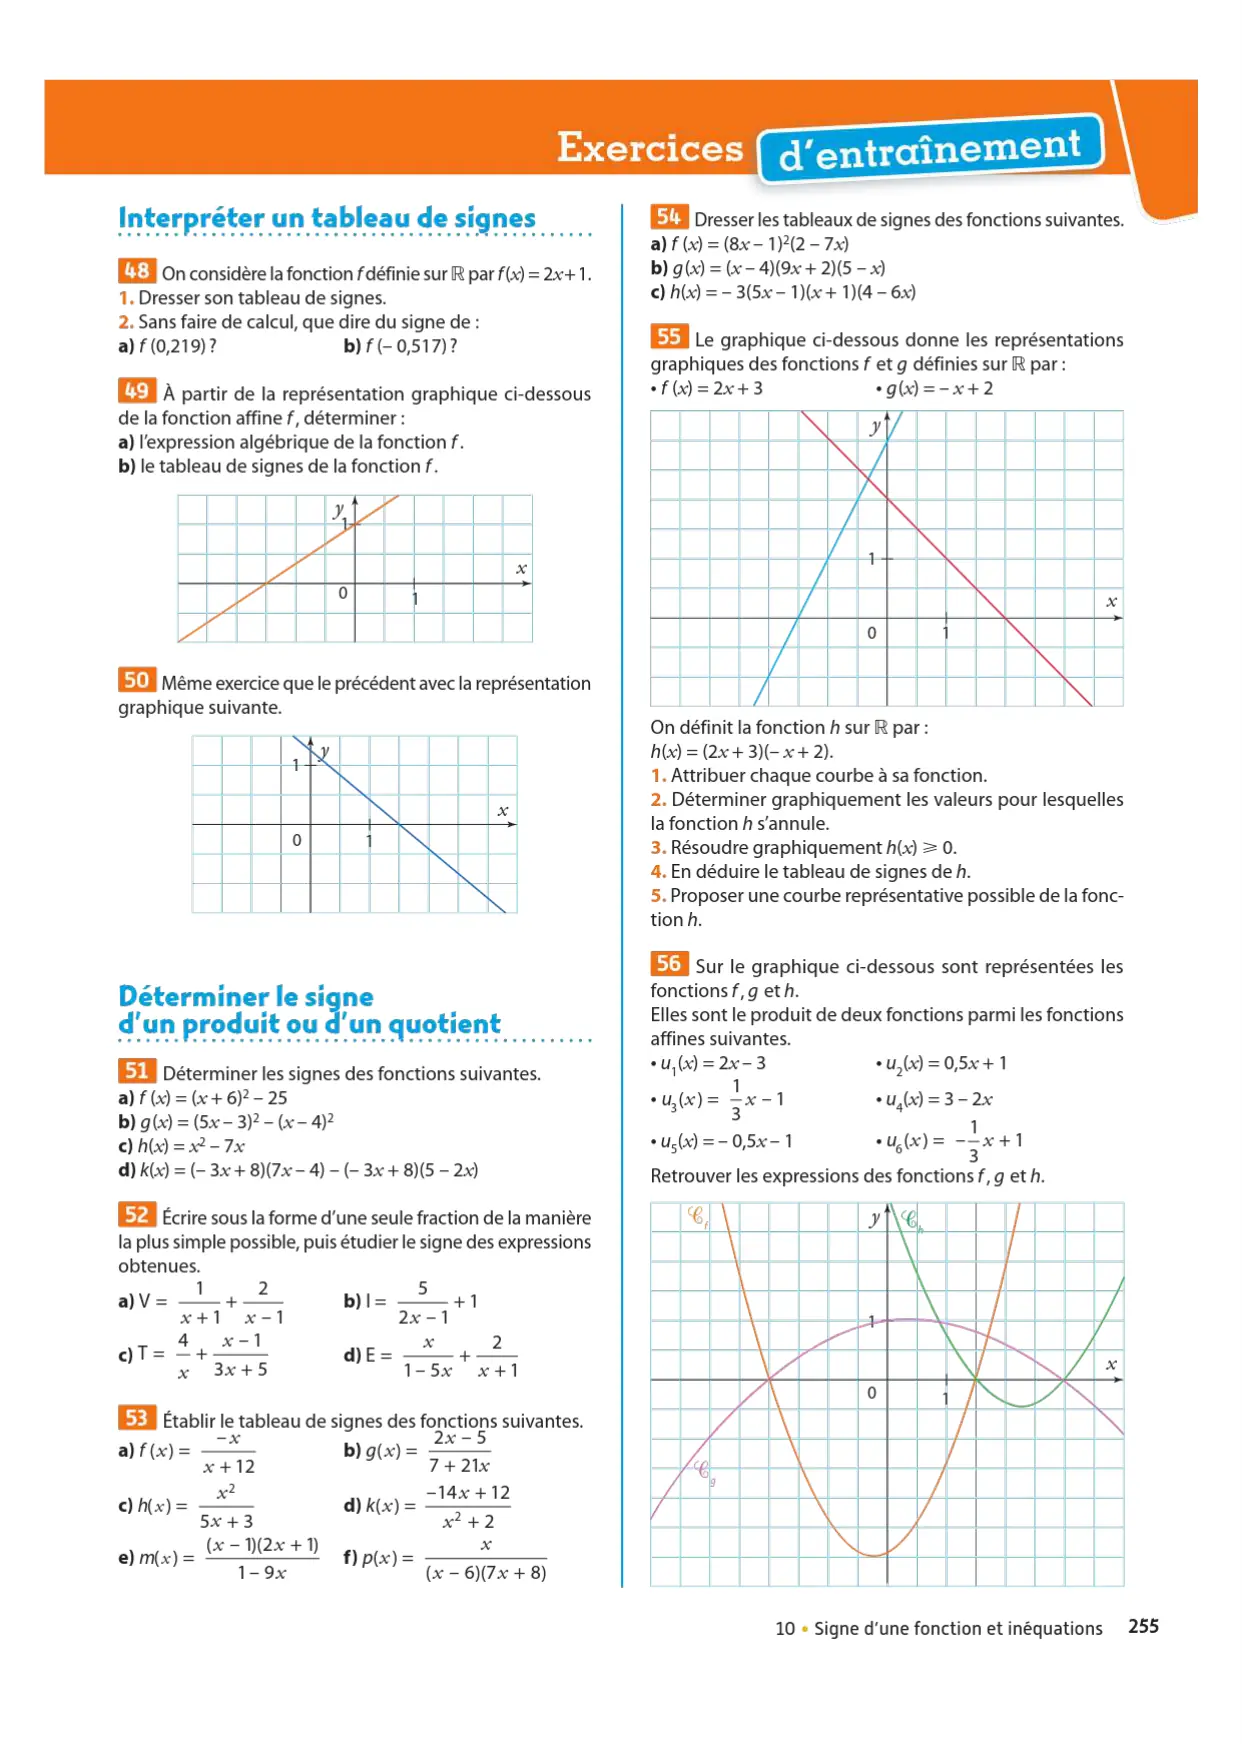 Exercices d'entraînement
Interpréter un tableau de signes
48 On considère la fonction f définie sur ℝ par f(x) = 2x+1.
1. Dresser son tableau de signes.
2. Sans faire de calcul, que dire du signe de :
a) f (0,219) ? b) f (– 0,517) ?
49 À partir de la représentation graphique ci-dessous
de la fonction affine f, déterminer :
a) l'expression algébrique de la fonction f.
b) le tableau de signes de la fonction f.
y
1
x
0
1
50 Même exercice que le précédent avec la représentation
graphique suivante.
y
1
x
0
1
Déterminer le signe
d'un produit ou d'un quotient
51 Déterminer les signes des fonctions suivantes.
a) f (x) = (x + 6)² – 25
b) g(x) = (5x – 3)² – (x – 4)²
c) h(x) = x² – 7x
d) k(x) = (– 3x + 8)(7x – 4) – (– 3x + 8)(5 – 2x)
52 Écrire sous la forme d'une seule fraction de la manière
la plus simple possible, puis étudier le signe des expressions
obtenues.
a) V = 1/(x + 1) + 2/(x – 1) b) I = 5/(2x – 1) + 1
c) T = 4/x + (x – 1)/(3x + 5) d) E = x/(1 – 5x) + 2/(x + 1)
53 Établir le tableau de signes des fonctions suivantes.
a) f (x) = –x/(x + 12) b) g(x) = (2x – 5)/(7 + 21x)
c) h(x) = x²/(5x + 3) d) k(x) = (–14x + 12)/(x² + 2)
e) m(x) = (x – 1)(2x + 1)/(1 – 9x) f) p(x) = x/((x – 6)(7x + 8))
54 Dresser les tableaux de signes des fonctions suivantes.
a) f (x) = (8x – 1)²(2 – 7x)
b) g(x) = (x – 4)(9x + 2)(5 – x)
c) h(x) = – 3(5x – 1)(x + 1)(4 – 6x)
55 Le graphique ci-dessous donne les représentations
graphiques des fonctions f et g définies sur ℝ par :
• f (x) = 2x + 3 • g(x) = – x + 2
y
1
x
0
1
On définit la fonction h sur ℝ par :
h(x) = (2x + 3)(– x + 2).
1. Attribuer chaque courbe à sa fonction.
2. Déterminer graphiquement les valeurs pour lesquelles
la fonction h s'annule.
3. Résoudre graphiquement h(x) ⩾ 0.
4. En déduire le tableau de signes de h.
5. Proposer une courbe représentative possible de la fonc-
tion h.
56 Sur le graphique ci-dessous sont représentées les
fonctions f, g et h.
Elles sont le produit de deux fonctions parmi les fonctions
affines suivantes.
• u₁(x) = 2x – 3 • u₂(x) = 0,5x + 1
• u₃(x) = 1/3 x – 1 • u₄(x) = 3 – 2x
• u₅(x) = – 0,5x – 1 • u₆(x) = –1/3 x + 1
Retrouver les expressions des fonctions f, g et h.
𝒞f
y
𝒞h
1
x
0
1
𝒞g
10 • Signe d'une fonction et inéquations 255